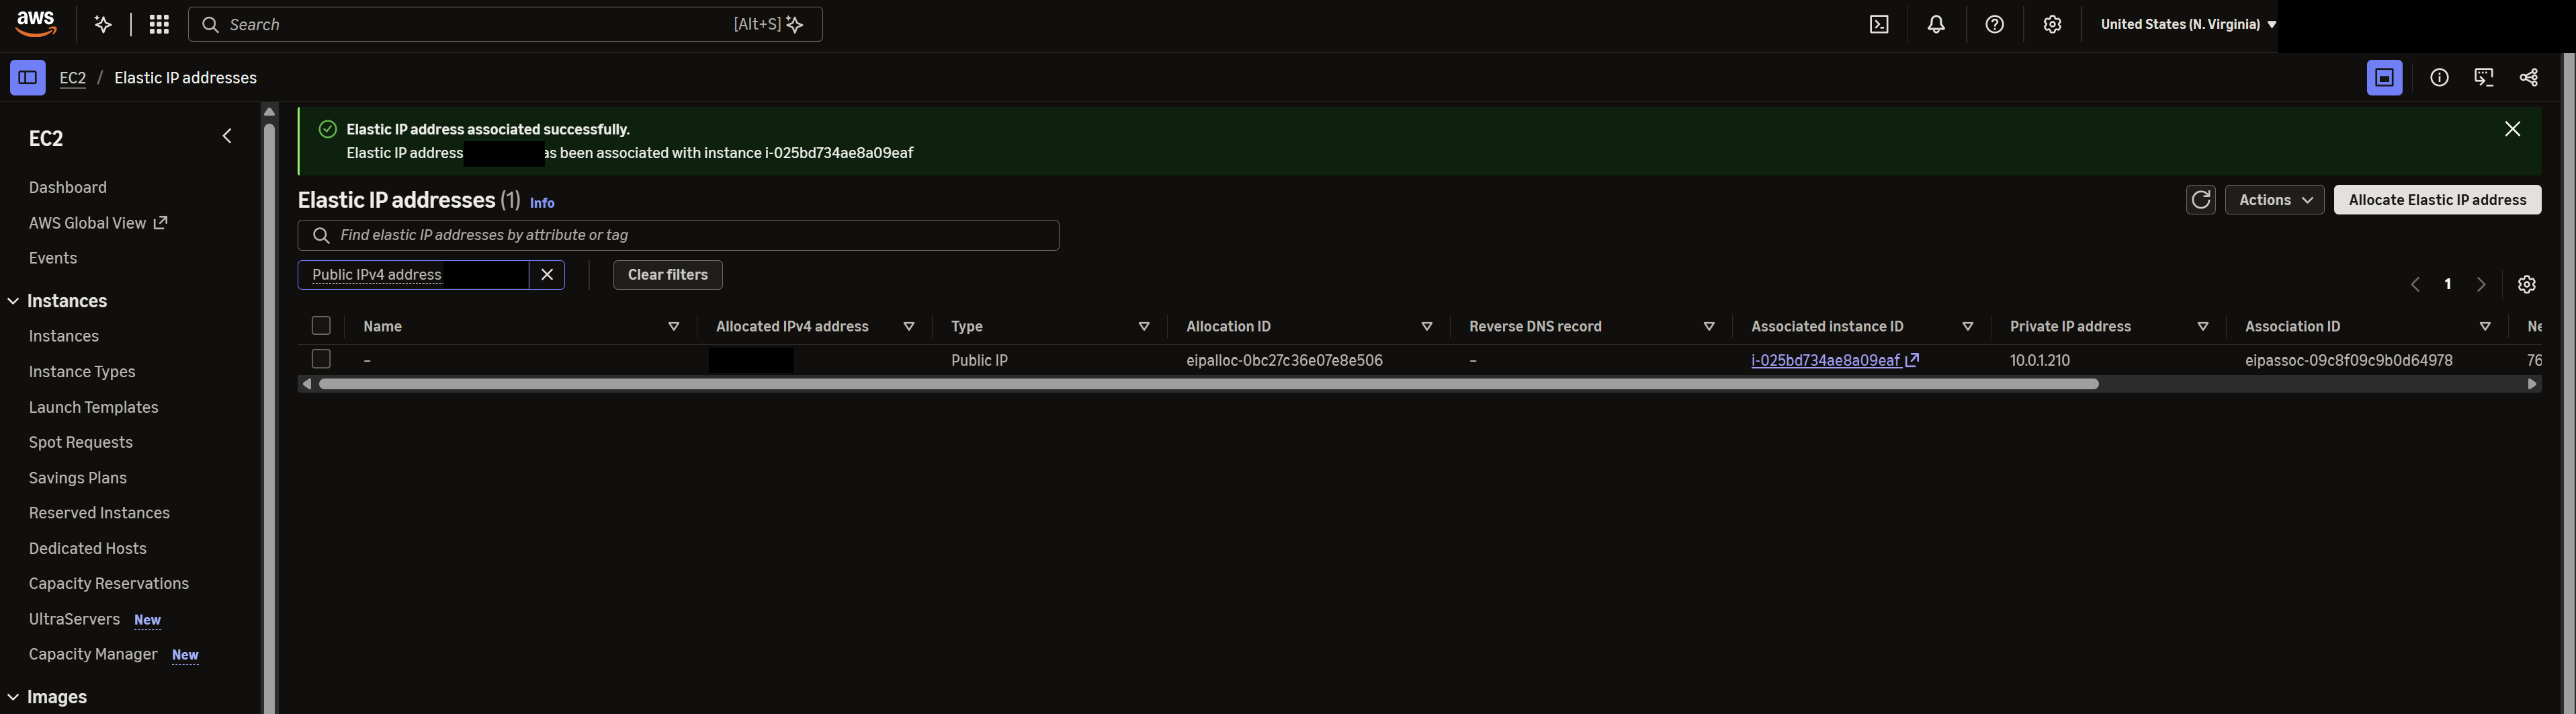 aws
Search [Alt+S]
United States (N. Virginia)
EC2 / Elastic IP addresses
EC2
Dashboard
AWS Global View
Events
Instances
Instances
Instance Types
Launch Templates
Spot Requests
Savings Plans
Reserved Instances
Dedicated Hosts
Capacity Reservations
UltraServers New
Capacity Manager New
Images
Elastic IP address associated successfully.
Elastic IP address as been associated with instance i-025bd734ae8a09eaf
Elastic IP addresses (1) Info
Actions
Allocate Elastic IP address
Find elastic IP addresses by attribute or tag
Public IPv4 address
Clear filters
1
Name Allocated IPv4 address Type Allocation ID Reverse DNS record Associated instance ID Private IP address Association ID Ne
– Public IP eipalloc-0bc27c36e07e8e506 – i-025bd734ae8a09eaf 10.0.1.210 eipassoc-09c8f09c9b0d64978 76